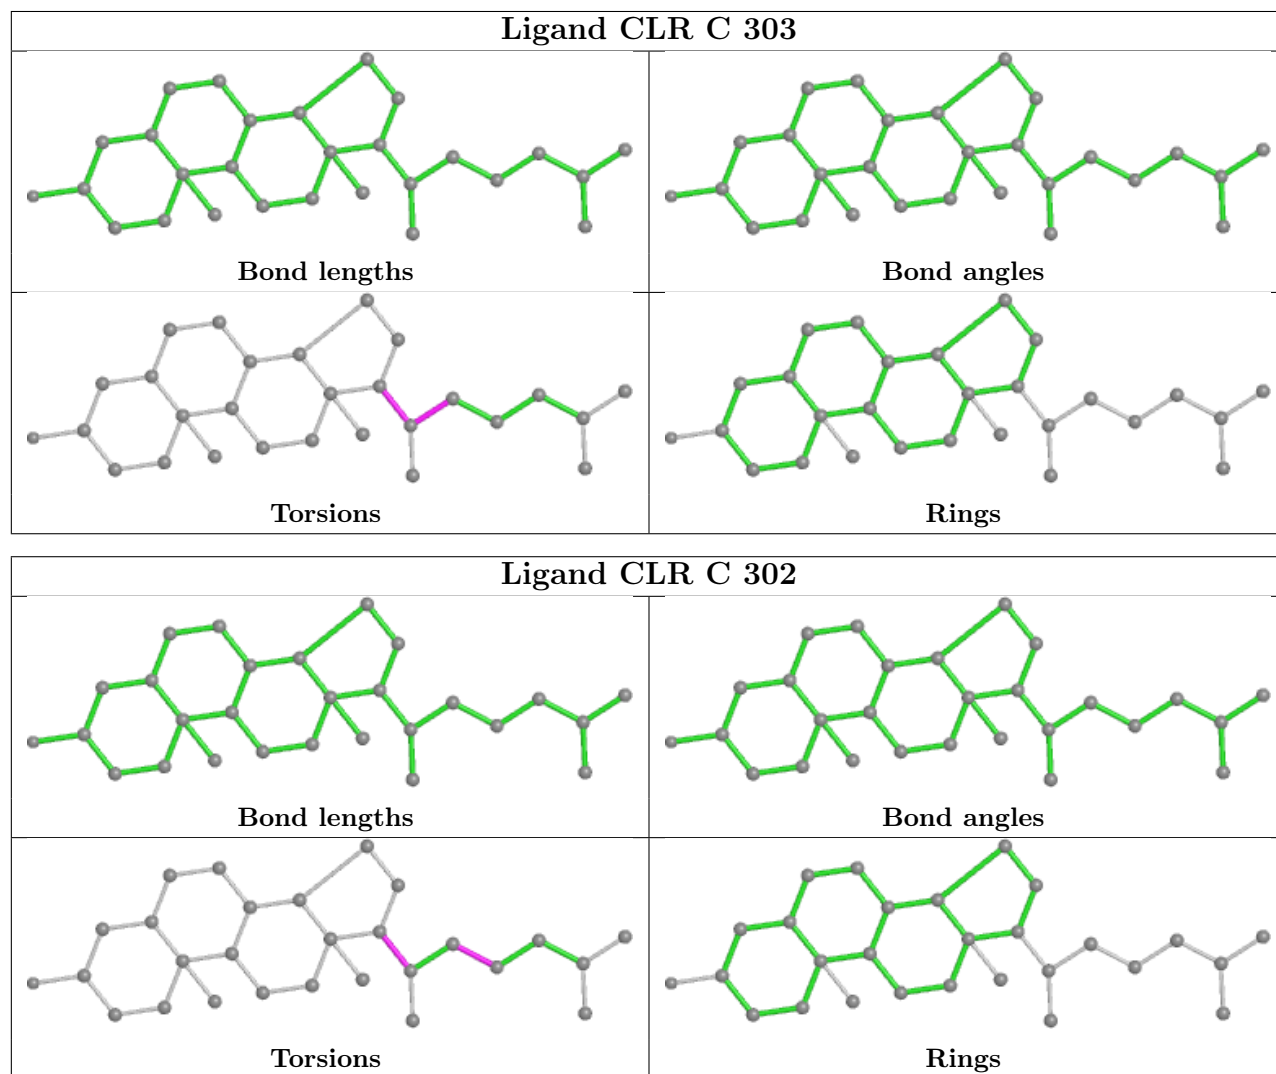 Ligand CLR C 303
Bond lengths
Bond angles
Torsions
Rings
Ligand CLR C 302
Bond lengths
Bond angles
Torsions
Rings